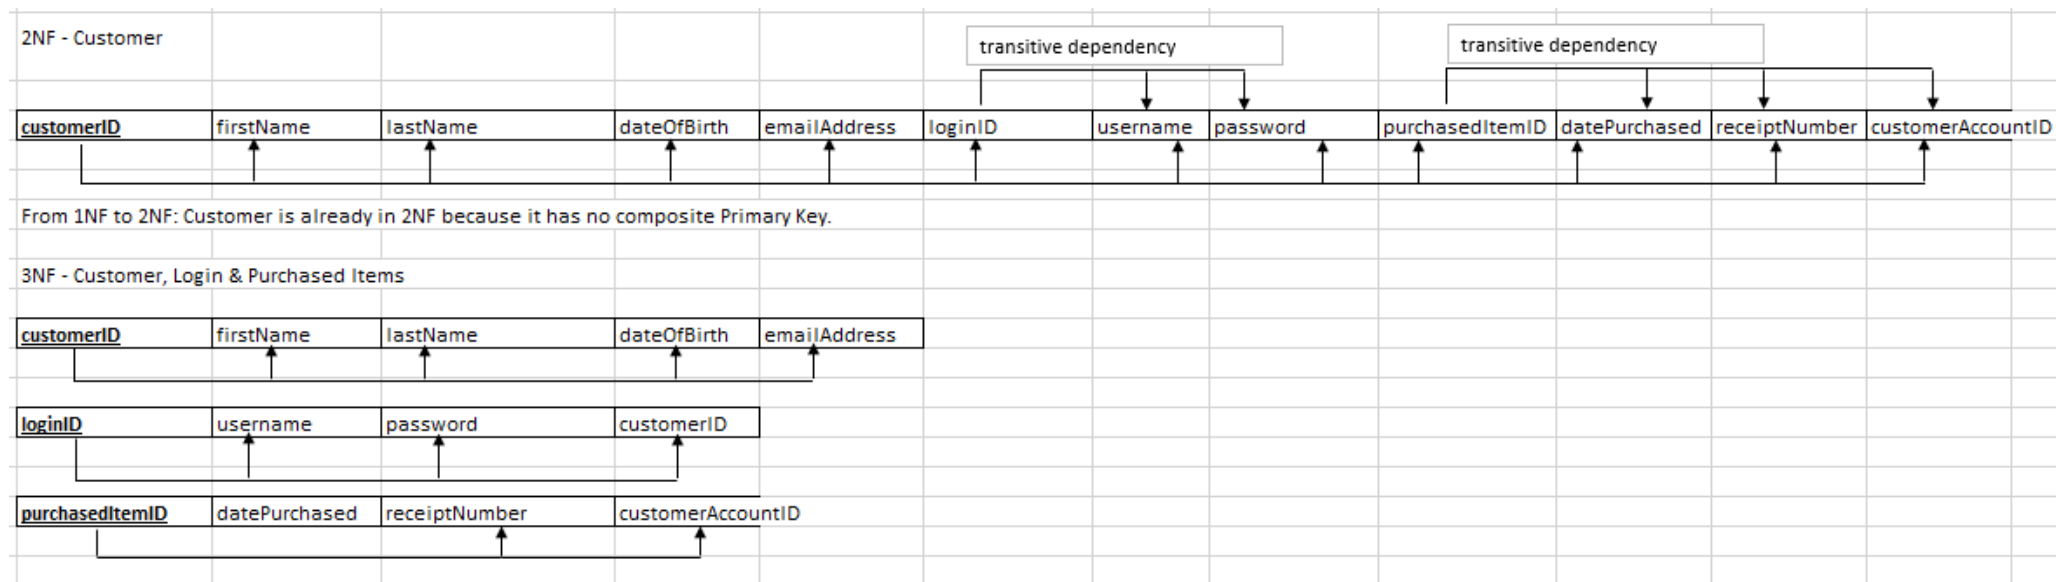 2NF - Customer
transitive dependency
transitive dependency
customerID firstName lastName dateOfBirth emailAddress loginID username password purchasedItemID datePurchased receiptNumber customerAccountID
From 1NF to 2NF: Customer is already in 2NF because it has no composite Primary Key.
3NF - Customer, Login & Purchased Items
customerID firstName lastName dateOfBirth emailAddress
loginID username password customerID
purchasedItemID datePurchased receiptNumber customerAccountID